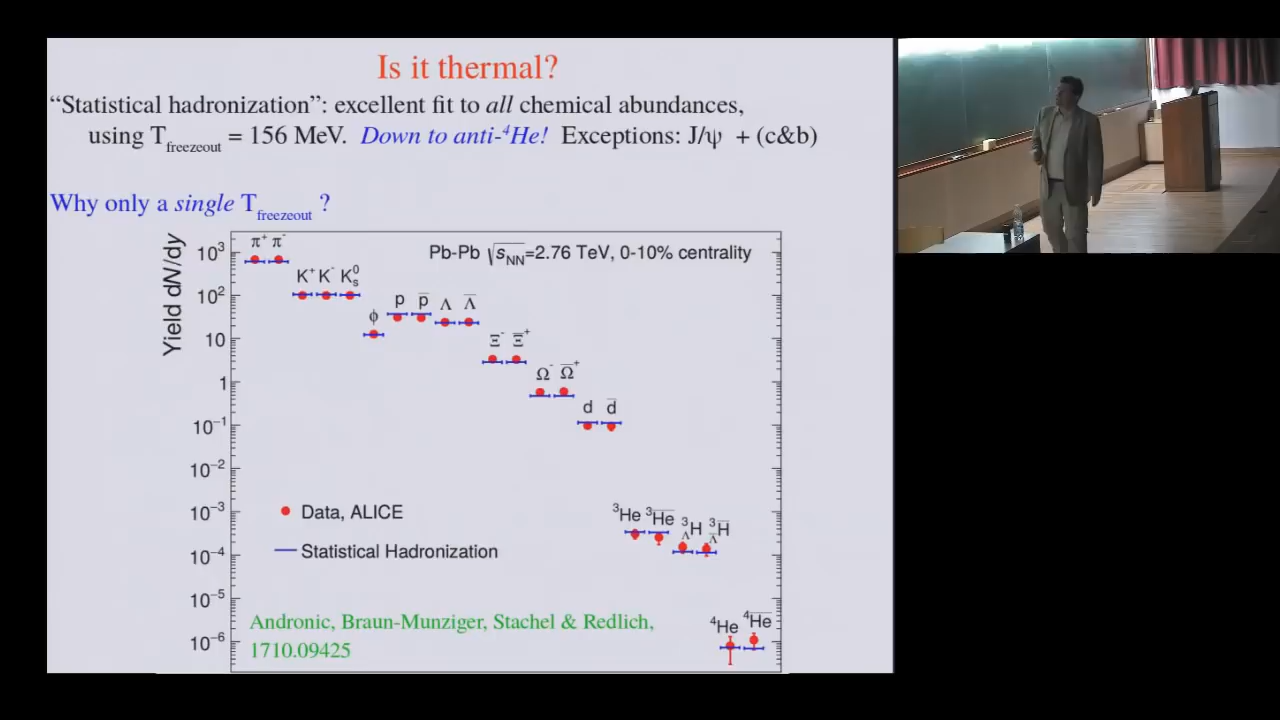 Is it thermal?
“Statistical hadronization”: excellent fit to all chemical abundances,
using T_freezeout = 156 MeV. Down to anti-⁴He! Exceptions: J/ψ + (c&b)
Why only a single T_freezeout ?
Yield dN/dy
Pb-Pb √s_NN=2.76 TeV, 0-10% centrality
10³
10²
10
1
10⁻¹
10⁻²
10⁻³
10⁻⁴
10⁻⁵
10⁻⁶
π⁺ π⁻
K⁺ K⁻ K⁰_s
ϕ
p p̅ Λ Λ̅
Ξ⁻ Ξ̅⁺
Ω⁻ Ω̅⁺
d d̅
³He ³H̅e̅ ³_ΛH ³_Λ̅H̅
⁴He ⁴H̅e̅
Data, ALICE
Statistical Hadronization
Andronic, Braun-Munziger, Stachel & Redlich,
1710.09425